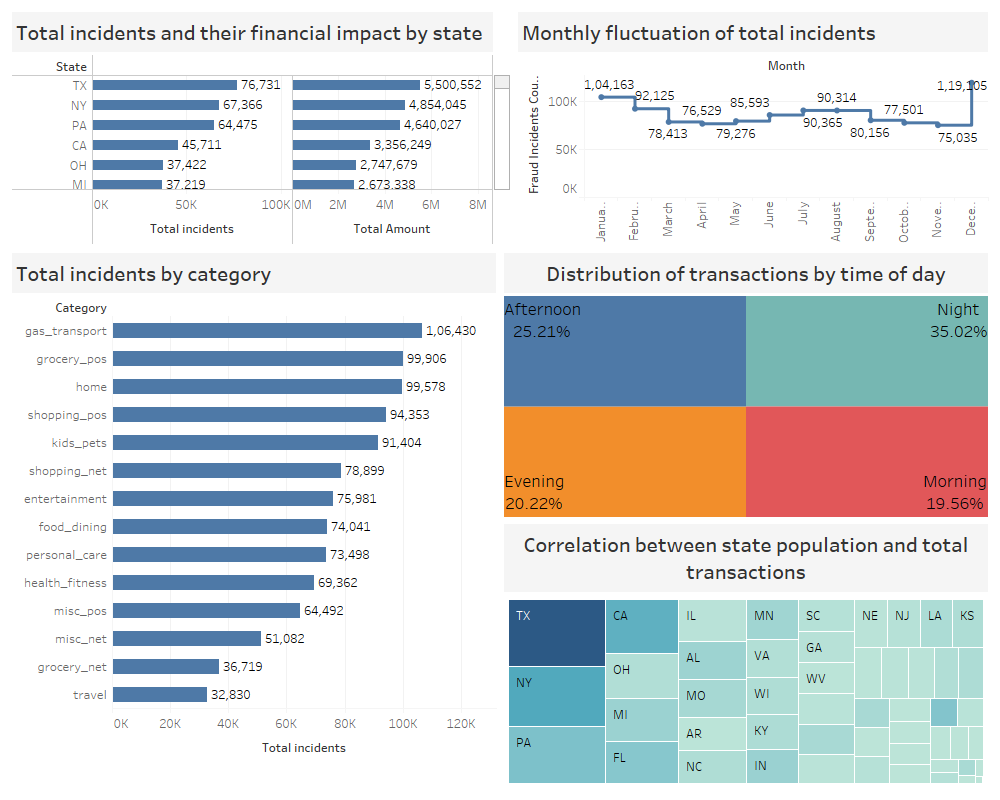 Total incidents and their financial impact by state
State
TX 76,731 5,500,552
NY 67,366 4,854,045
PA 64,475 4,640,027
CA 45,711 3,356,249
OH 37,422 2,747,679
MI 37,219 2,673,338
0K 50K 100K 0M 2M 4M 6M 8M
Total incidents Total Amount
Monthly fluctuation of total incidents
Month
Fraud Incidents Cou..
100K
50K
0K
1,04,163 92,125 78,413 76,529 79,276 85,593 90,365 90,314 80,156 77,501 75,035 1,19,105
Janua.. Febru.. March April May June July August Septe.. Octob.. Nove.. Dece..
Total incidents by category
Category
gas_transport 1,06,430
grocery_pos 99,906
home 99,578
shopping_pos 94,353
kids_pets 91,404
shopping_net 78,899
entertainment 75,981
food_dining 74,041
personal_care 73,498
health_fitness 69,362
misc_pos 64,492
misc_net 51,082
grocery_net 36,719
travel 32,830
0K 20K 40K 60K 80K 100K 120K
Total incidents
Distribution of transactions by time of day
Afternoon
25.21%
Night
35.02%
Evening
20.22%
Morning
19.56%
Correlation between state population and total
transactions
TX
NY
PA
CA
OH
MI
FL
IL
AL
MO
AR
NC
MN
VA
WI
KY
IN
SC
GA
WV
NE
NJ
LA
KS